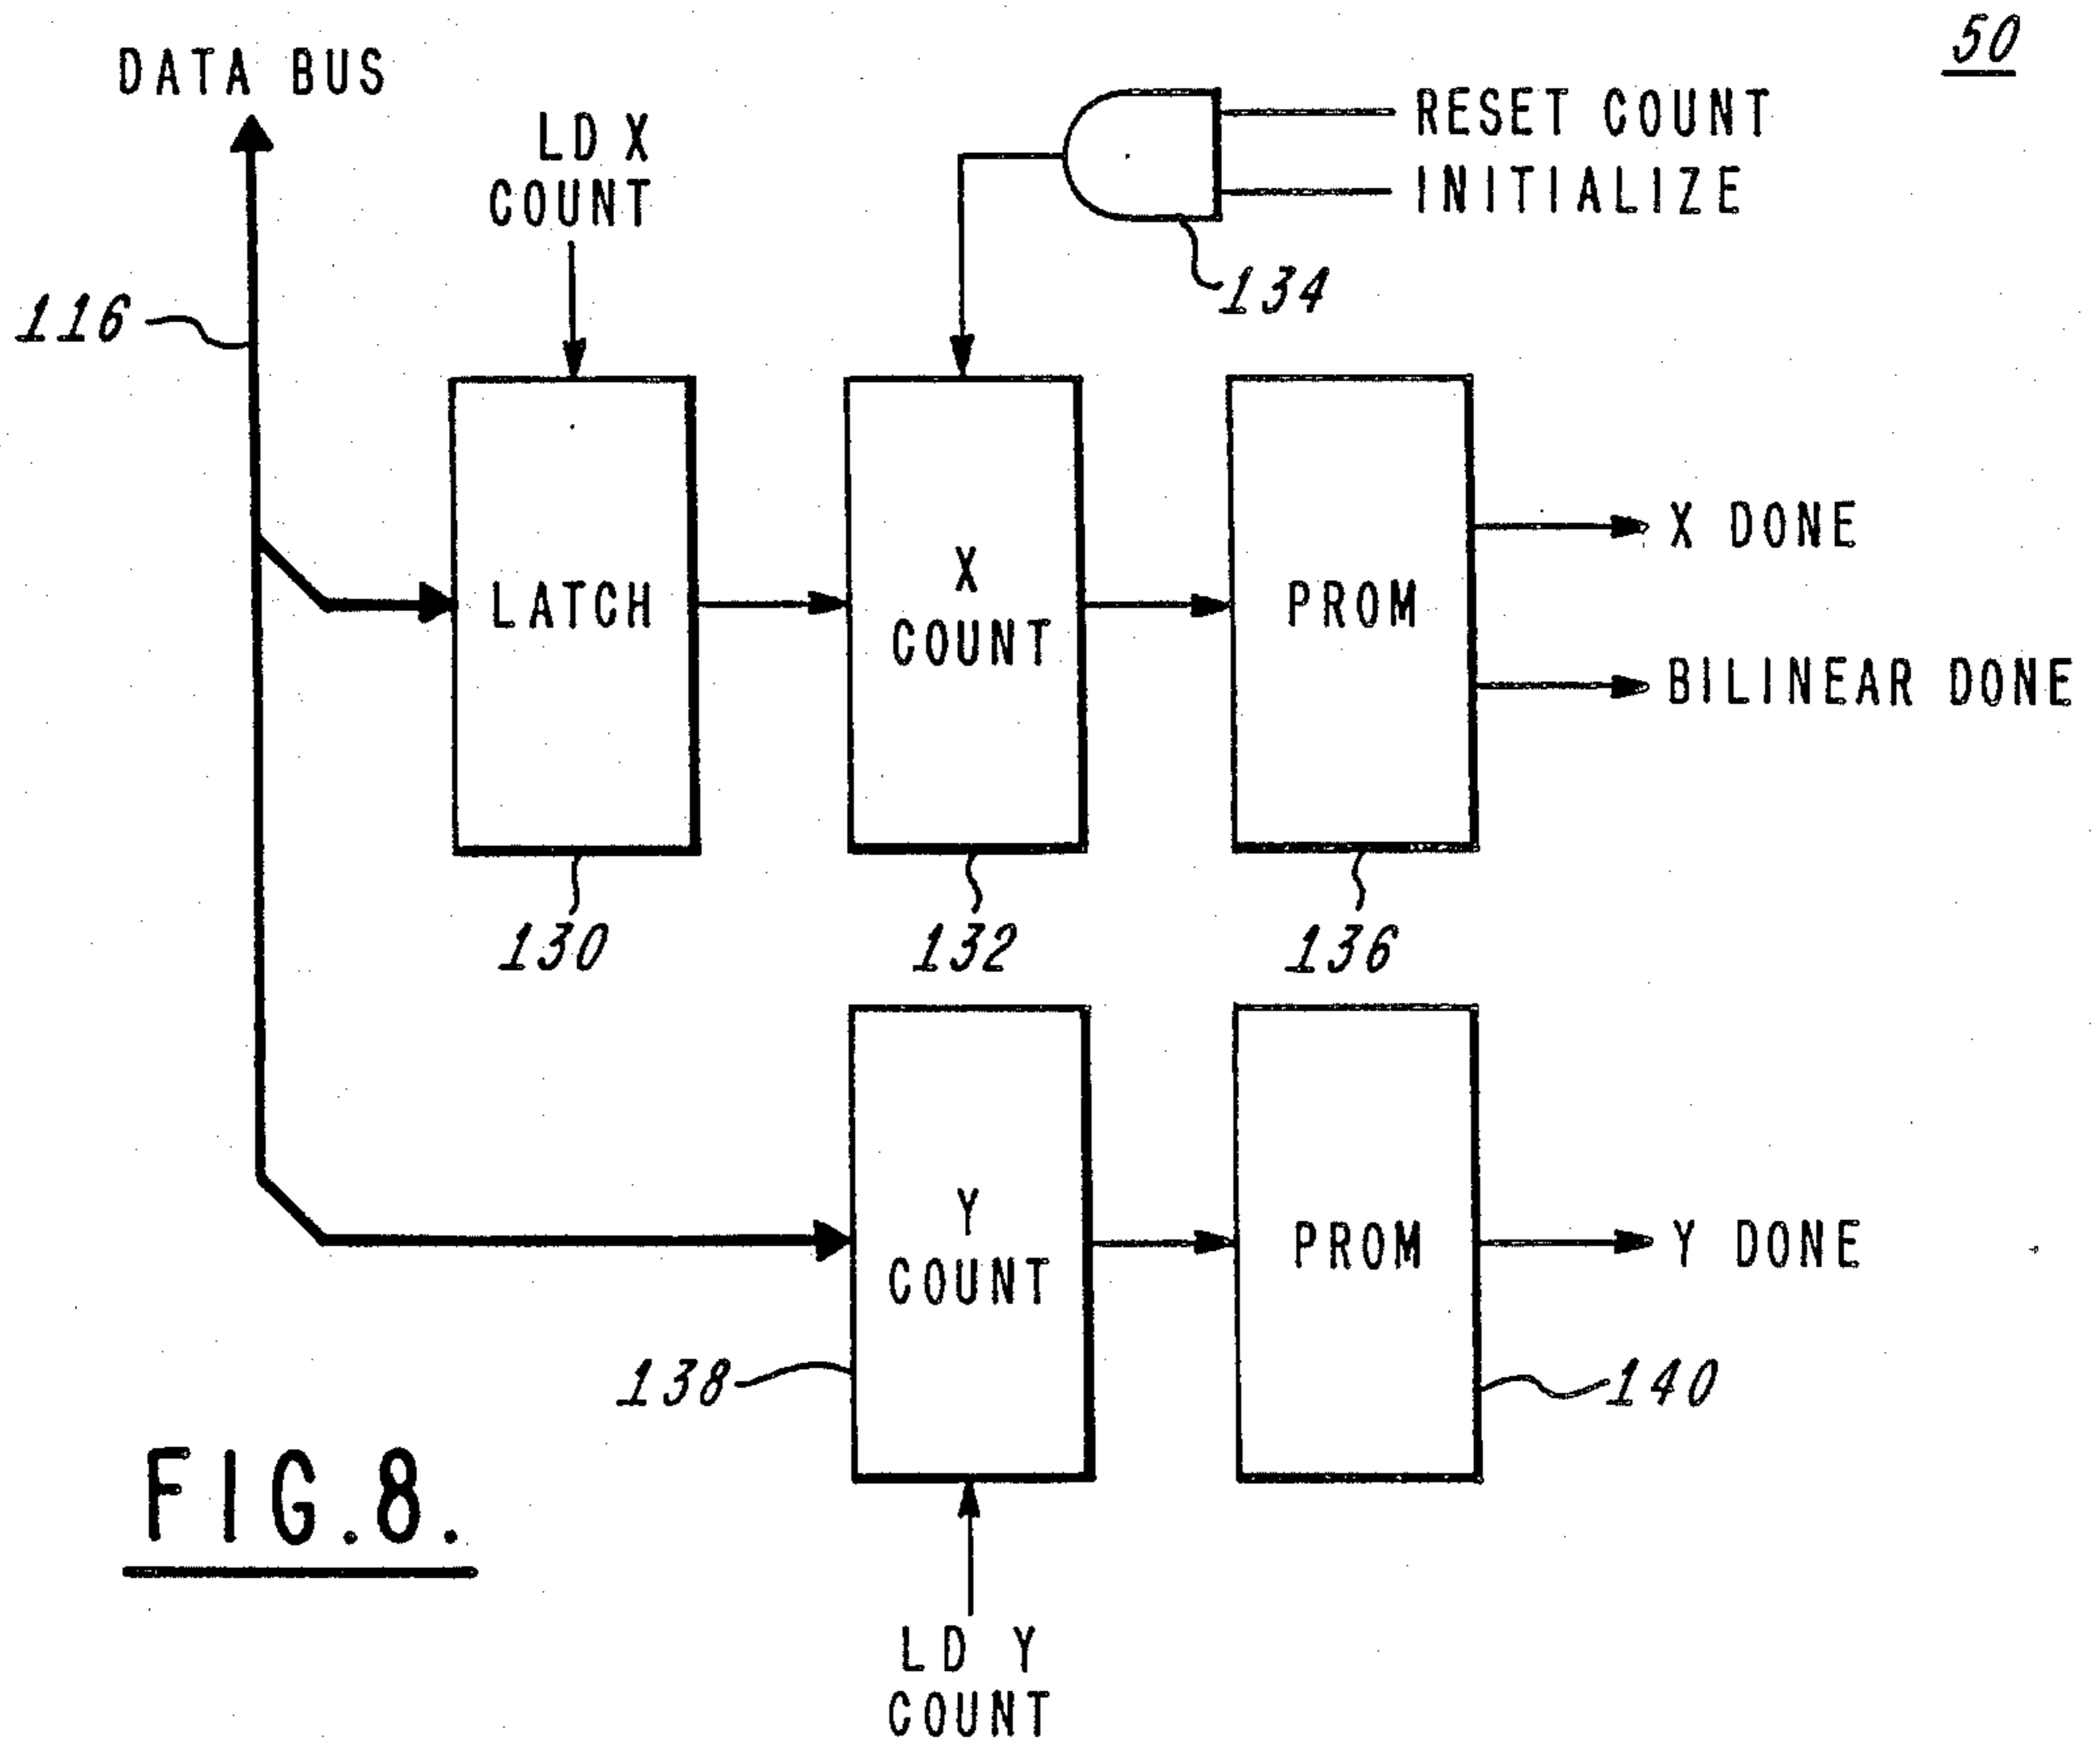 50
DATA BUS
LD X
COUNT
RESET COUNT
INITIALIZE
134
116
LATCH
X
COUNT
PROM
X DONE
BILINEAR DONE
130
132
136
Y
COUNT
PROM
Y DONE
138
140
FIG.8.
LD Y
COUNT